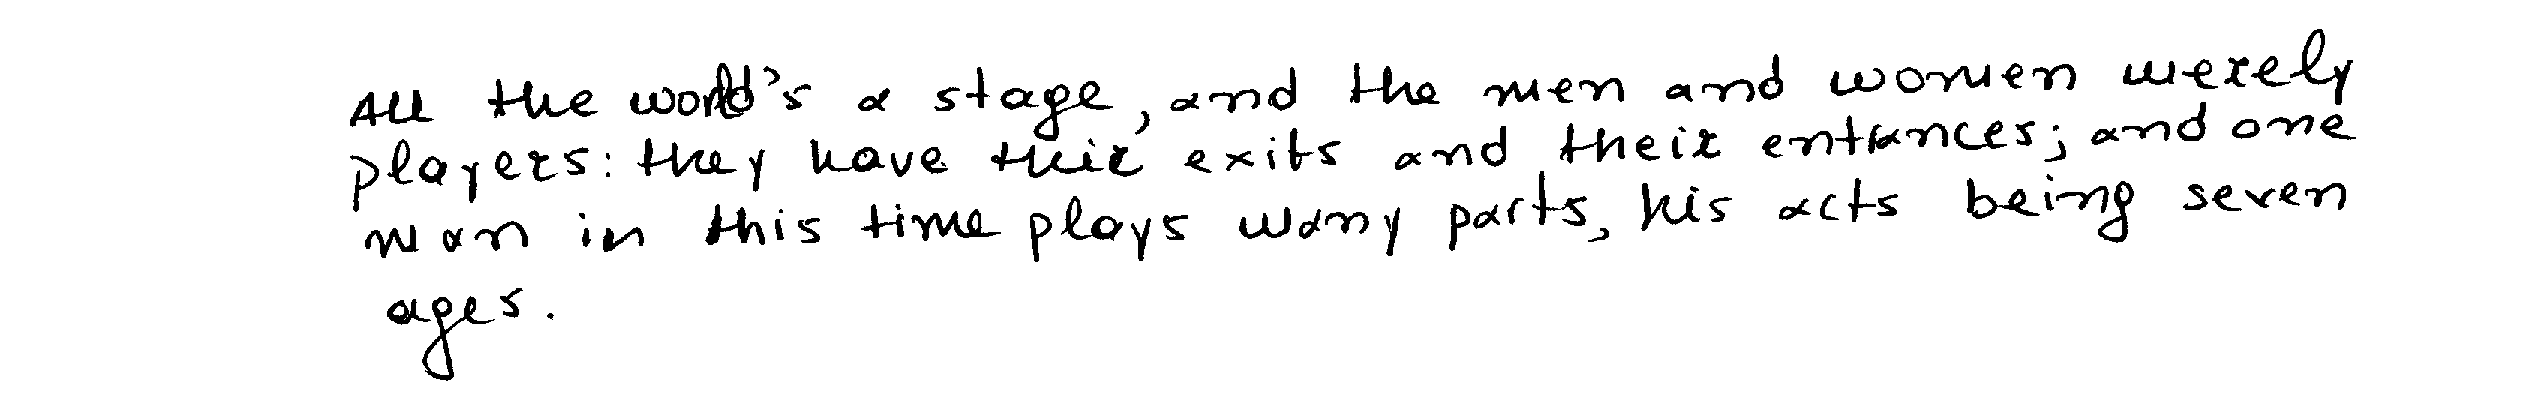 All the world's a stage, and the men and women merely
players: they have their exits and their entrances; and one
man in this time plays many parts, his acts being seven
ages.